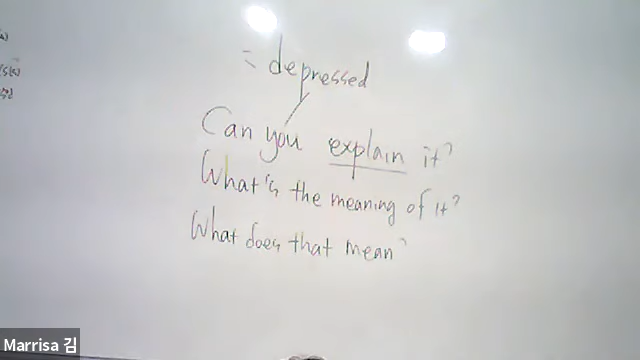 = depressed
Can you explain it?
What's the meaning of it?
What does that mean?
Marrisa 김